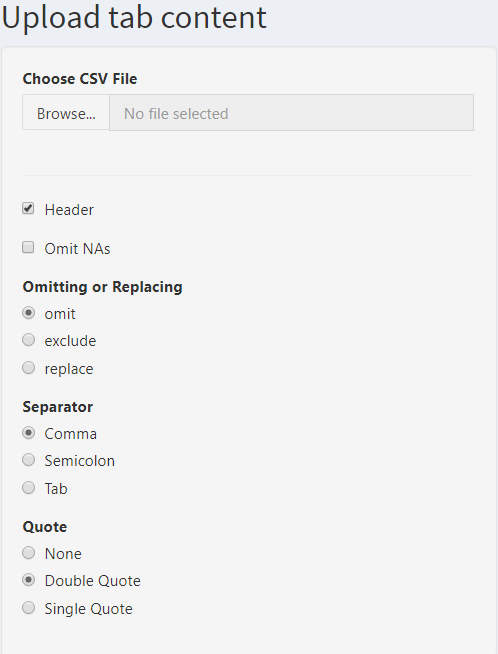 Upload tab content
Choose CSV File
Browse... No file selected
Header
Omit NAs
Omitting or Replacing
omit
exclude
replace
Separator
Comma
Semicolon
Tab
Quote
None
Double Quote
Single Quote